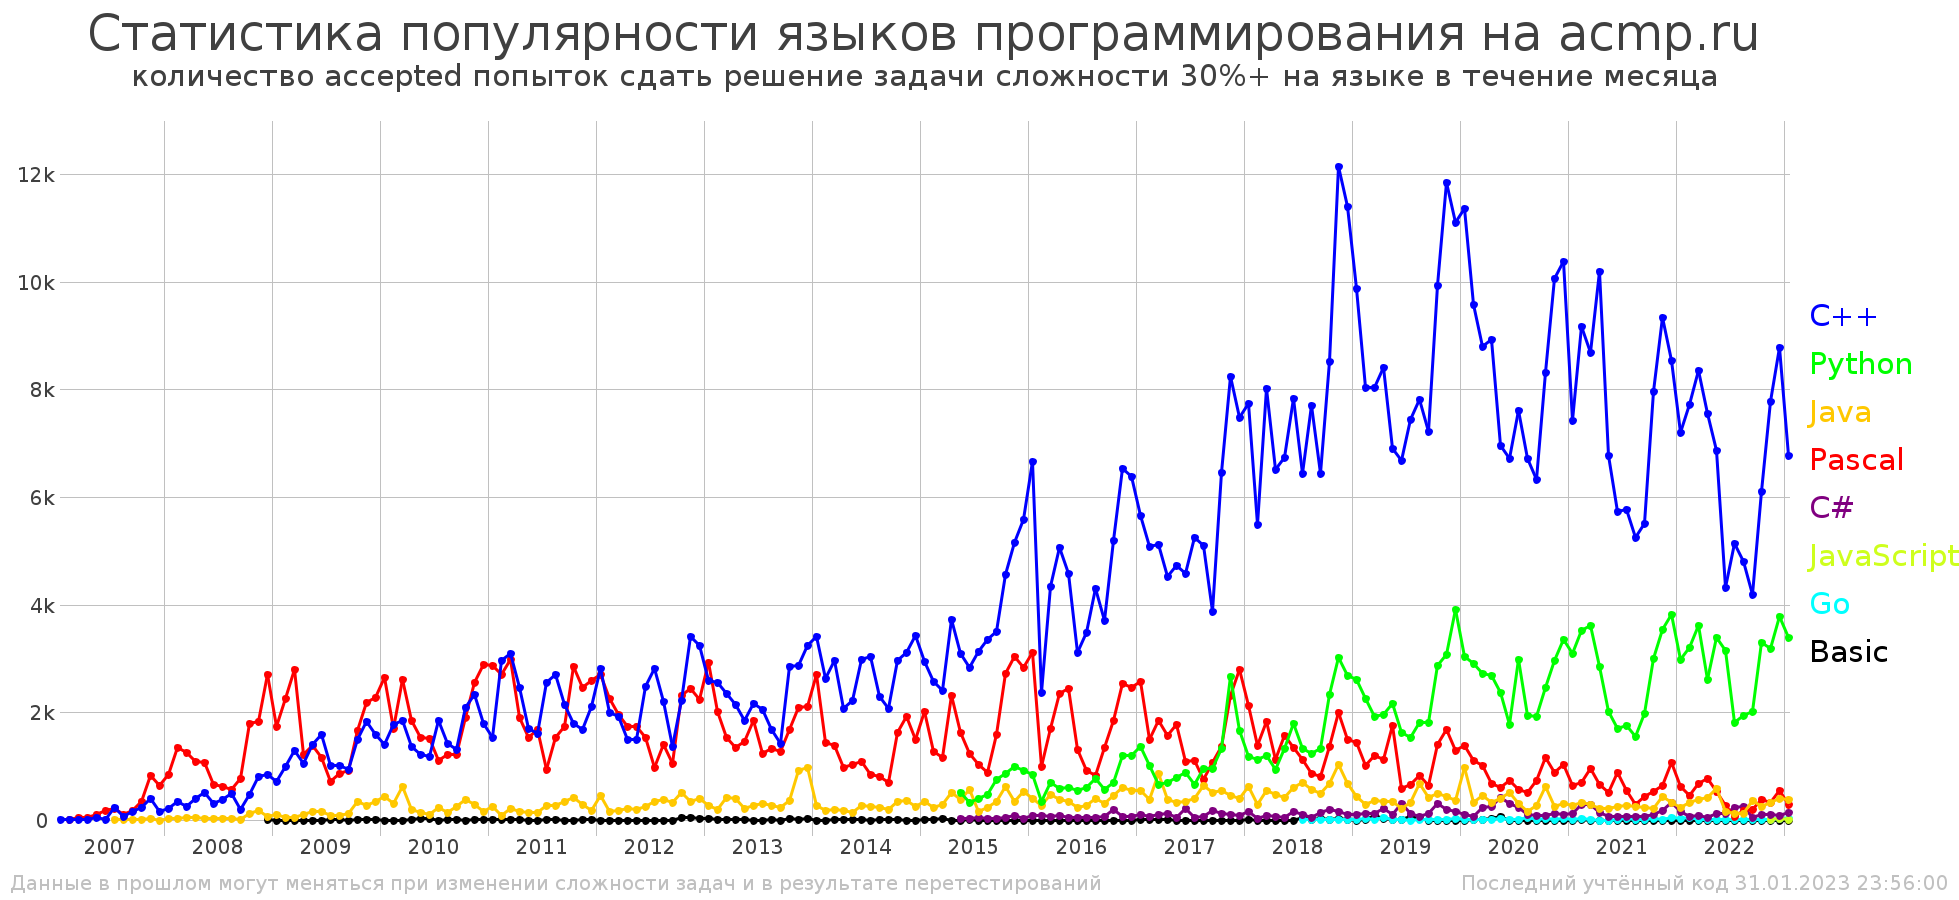 Статистика популярности языков программирования на acmp.ru
количество accepted попыток сдать решение задачи сложности 30%+ на языке в течение месяца
12k
10k
8k
6k
4k
2k
0
2007 2008 2009 2010 2011 2012 2013 2014 2015 2016 2017 2018 2019 2020 2021 2022
C++
Python
Java
Pascal
C#
JavaScript
Go
Basic
Данные в прошлом могут меняться при изменении сложности задач и в результате перетестирований
Последний учтённый код 31.01.2023 23:56:00